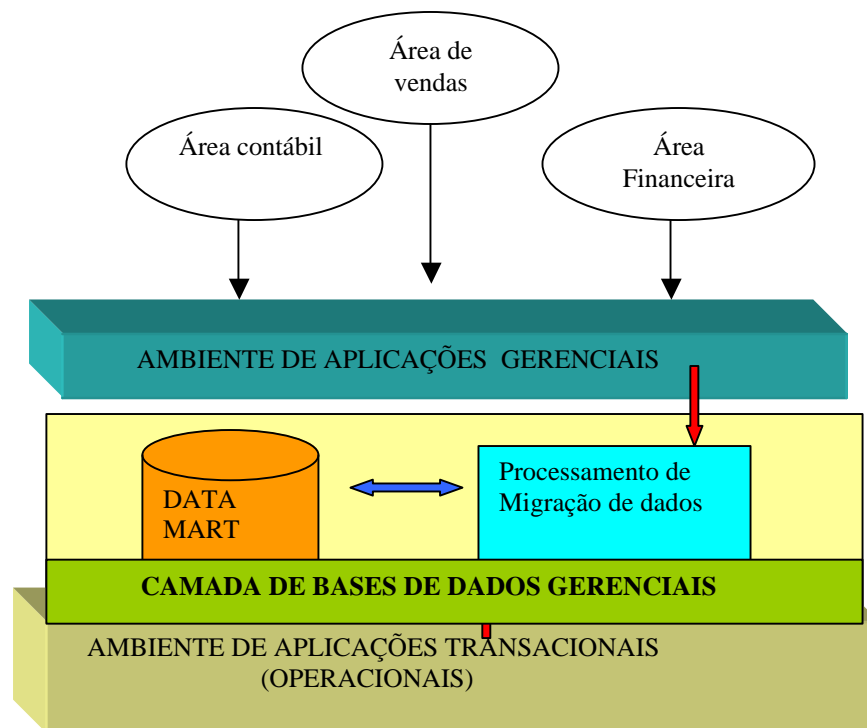 Área de
vendas
Área contábil
Área
Financeira
AMBIENTE DE APLICAÇÕES GERENCIAIS
DATA
MART
Processamento de
Migração de dados
CAMADA DE BASES DE DADOS GERENCIAIS
AMBIENTE DE APLICAÇÕES TRANSACIONAIS
(OPERACIONAIS)